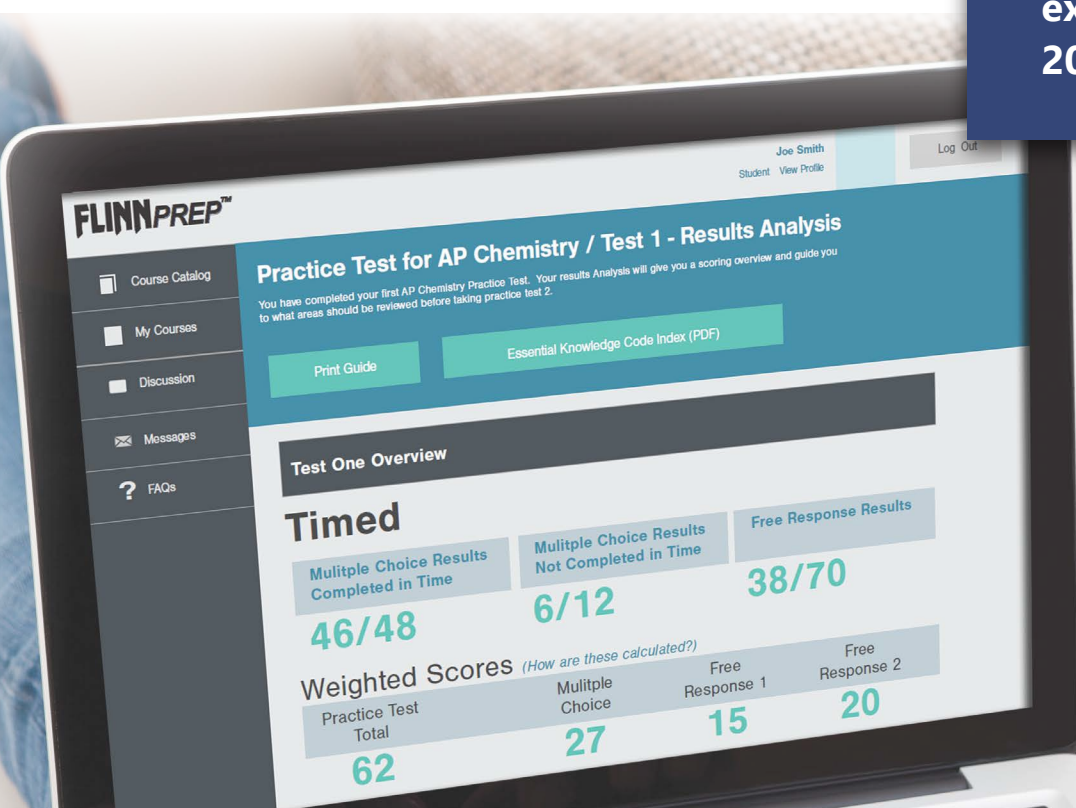 Joe Smith
Student View Profile
Log Out
FLINNPREP™
Course Catalog
My Courses
Discussion
Messages
? FAQs
Practice Test for AP Chemistry / Test 1 - Results Analysis
You have completed your first AP Chemistry Practice Test. Your results Analysis will give you a scoring overview and guide you
to what areas should be reviewed before taking practice test 2.
Print Guide
Essential Knowledge Code Index (PDF)
Test One Overview
Timed
Mulitple Choice Results
Completed in Time
46/48
Mulitple Choice Results
Not Completed in Time
6/12
Free Response Results
38/70
Weighted Scores (How are these calculated?)
Practice Test
Total
62
Mulitple
Choice
27
Free
Response 1
15
Free
Response 2
20